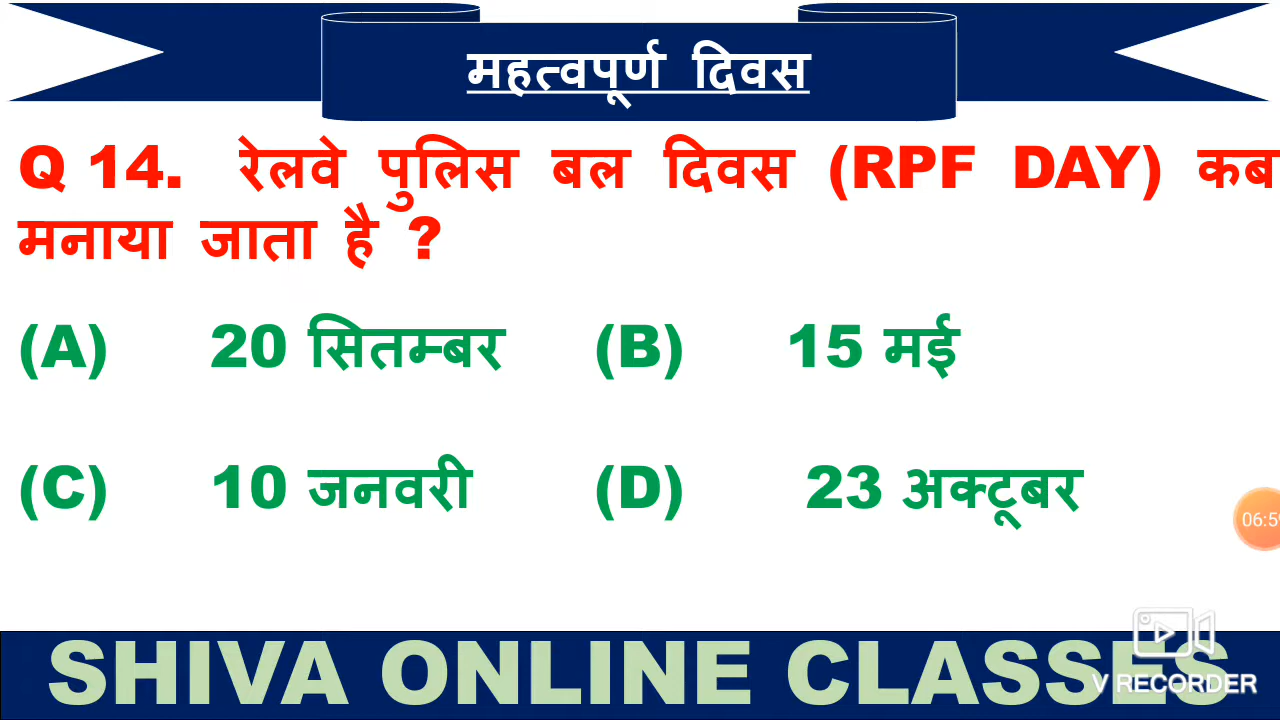 महत्वपूर्ण दिवस
Q 14. रेलवे पुलिस बल दिवस (RPF DAY) कब
मनाया जाता है ?
(A) 20 सितम्बर (B) 15 मई
(C) 10 जनवरी (D) 23 अक्टूबर
SHIVA ONLINE CLASSES
V RECORDER